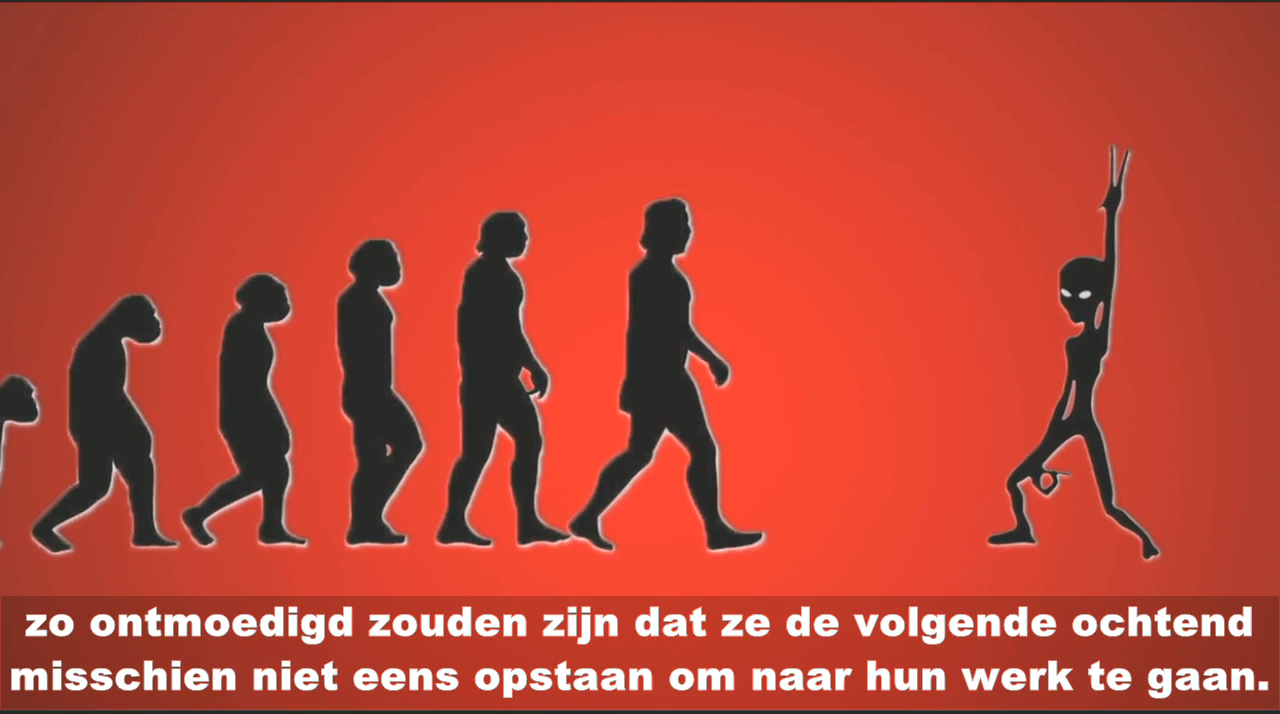 zo ontmoedigd zouden zijn dat ze de volgende ochtend
misschien niet eens opstaan om naar hun werk te gaan.